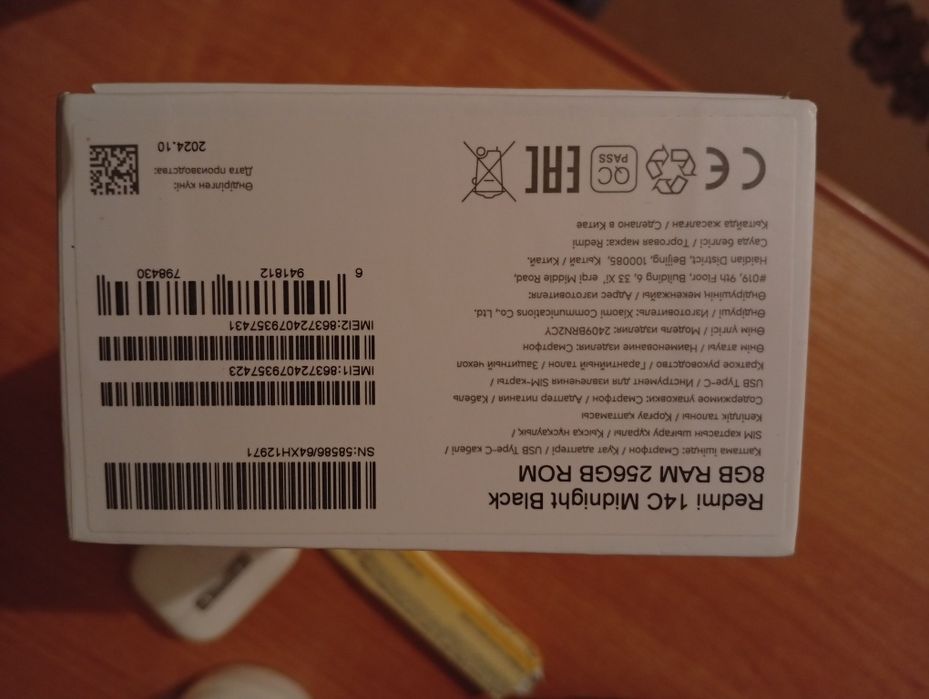 Redmi 14C Midnight Black
8GB RAM 256GB ROM
Қаптама ішінде: Смартфон / Қуат адаптері / USB Type-C кабелі /
SIM картасын шығару құралы / Қысқа нұсқаулық /
Кепілдік талоны / Қорғау қаптамасы
Содержимое упаковки: Смартфон / Адаптер питания / Кабель
USB Type-C / Инструмент для извлечения SIM-карты /
Краткое руководство / Гарантийный талон / Защитный чехол
Өнім атауы / Наименование изделия: Смартфон
Өнім үлгісі / Модель изделия: 2409BRN2CY
Өндіруші / Изготовитель: Xiaomi Communications Co., Ltd.
Өндірушінің мекенжайы / Адрес изготовителя:
#019, 9th Floor, Building 6, 33 Xi'erqi Middle Road,
Haidian District, Beijing, 100085, Қытай / Китай.
Сауда белгісі / Торговая марка: Redmi
Қытайда жасалған / Сделано в Китае
CE
QC
PASS
EAC
SN:58586/64XH12971
IMEI1:863724079357423
IMEI2:863724079357431
6 941812 798430
Өндірілген күні:
Дата производства:
2024.10